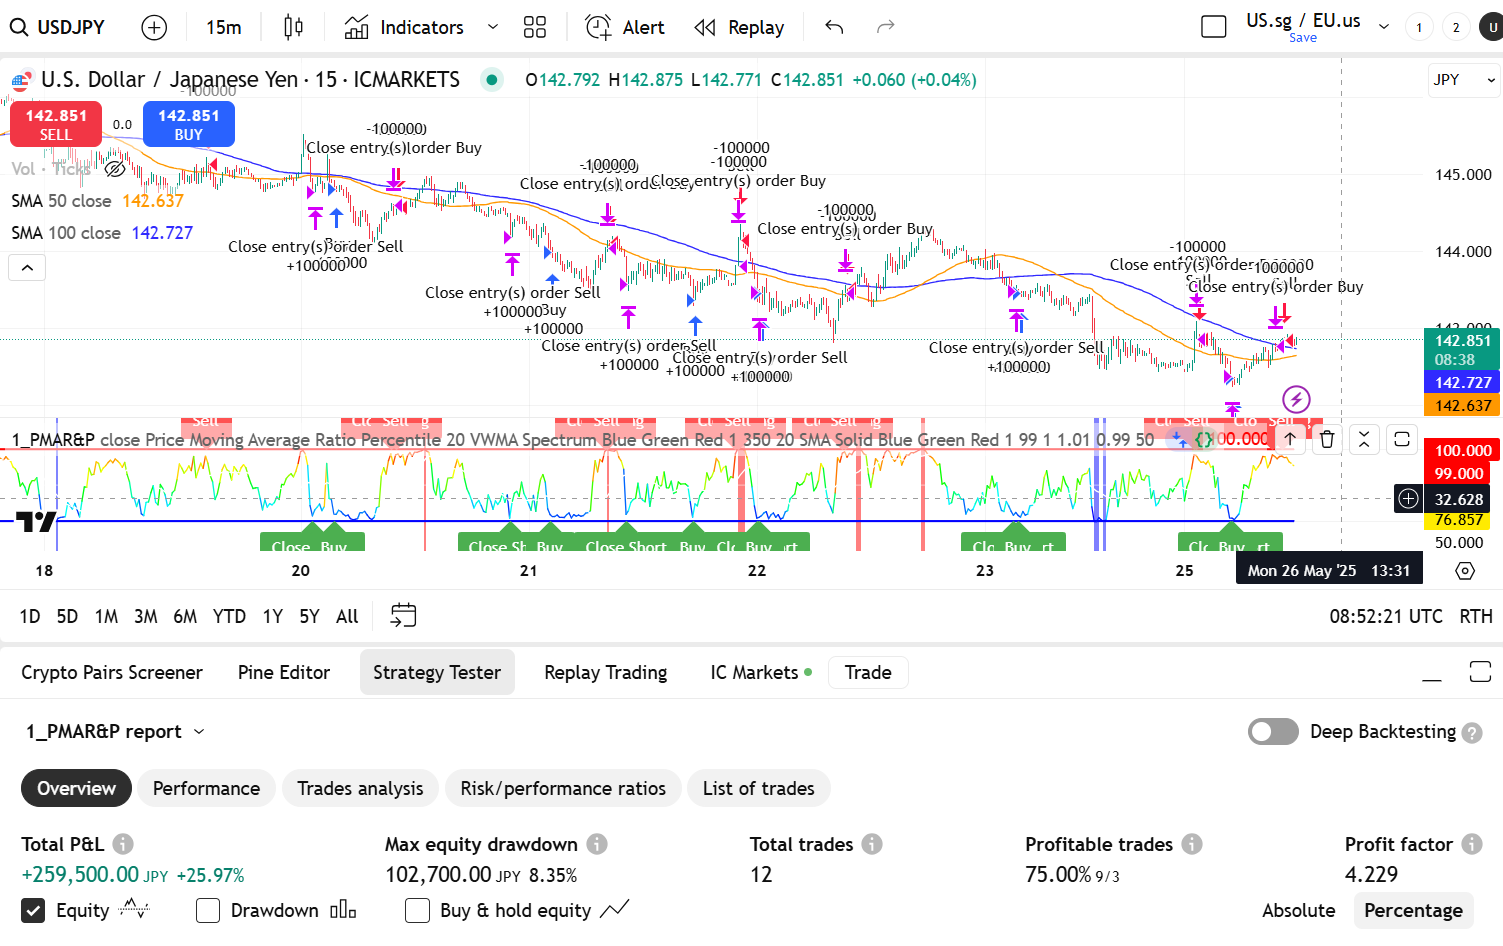 USDJPY
15m
Indicators
Alert
Replay
US.sg / EU.us
Save
1
2
U
U.S. Dollar / Japanese Yen · 15 · ICMARKETS
O142.792 H142.875 L142.771 C142.851 +0.060 (+0.04%)
JPY
-100000
142.851
SELL
0.0
142.851
BUY
Vol · Ticks
SMA 50 close 142.637
SMA 100 close 142.727
-100000
Close entry(s) order Buy
Close entry(s) order Sell
+100000
-100000
Close entry(s) order Buy
Close entry(s) order Sell
+100000
Buy
+100000
-100000
-100000
Close entry(s) order Buy
Close entry(s) order Sell
+100000
+100000
-100000
Close entry(s) order Buy
Close entry(s) order Sell
+100000
Close entry(s) order Sell
+100000
-100000
Close entry(s) order
100000
Close entry(s) order Buy
145.000
144.000
142.851
08:38
142.727
142.637
Sell
Sell
Sell
Sell
Sell
Sell
1_PMAR&P close Price Moving Average Ratio Percentile 20 VWMA Spectrum Blue Green Red 1 350 20 SMA Solid Blue Green Red 1 99 1 1.01 0.99 50
100.000
99.000
32.628
76.857
50.000
Close
Buy
Close Sh
Buy
Close Short
Buy
Buy
Buy
Buy
18
20
21
22
23
25
Mon 26 May '25 13:31
1D
5D
1M
3M
6M
YTD
1Y
5Y
All
08:52:21 UTC
RTH
Crypto Pairs Screener
Pine Editor
Strategy Tester
Replay Trading
IC Markets
Trade
1_PMAR&P report
Deep Backtesting
Overview
Performance
Trades analysis
Risk/performance ratios
List of trades
Total P&L
Max equity drawdown
Total trades
Profitable trades
Profit factor
+259,500.00 JPY +25.97%
102,700.00 JPY 8.35%
12
75.00% 9/3
4.229
Equity
Drawdown
Buy & hold equity
Absolute
Percentage